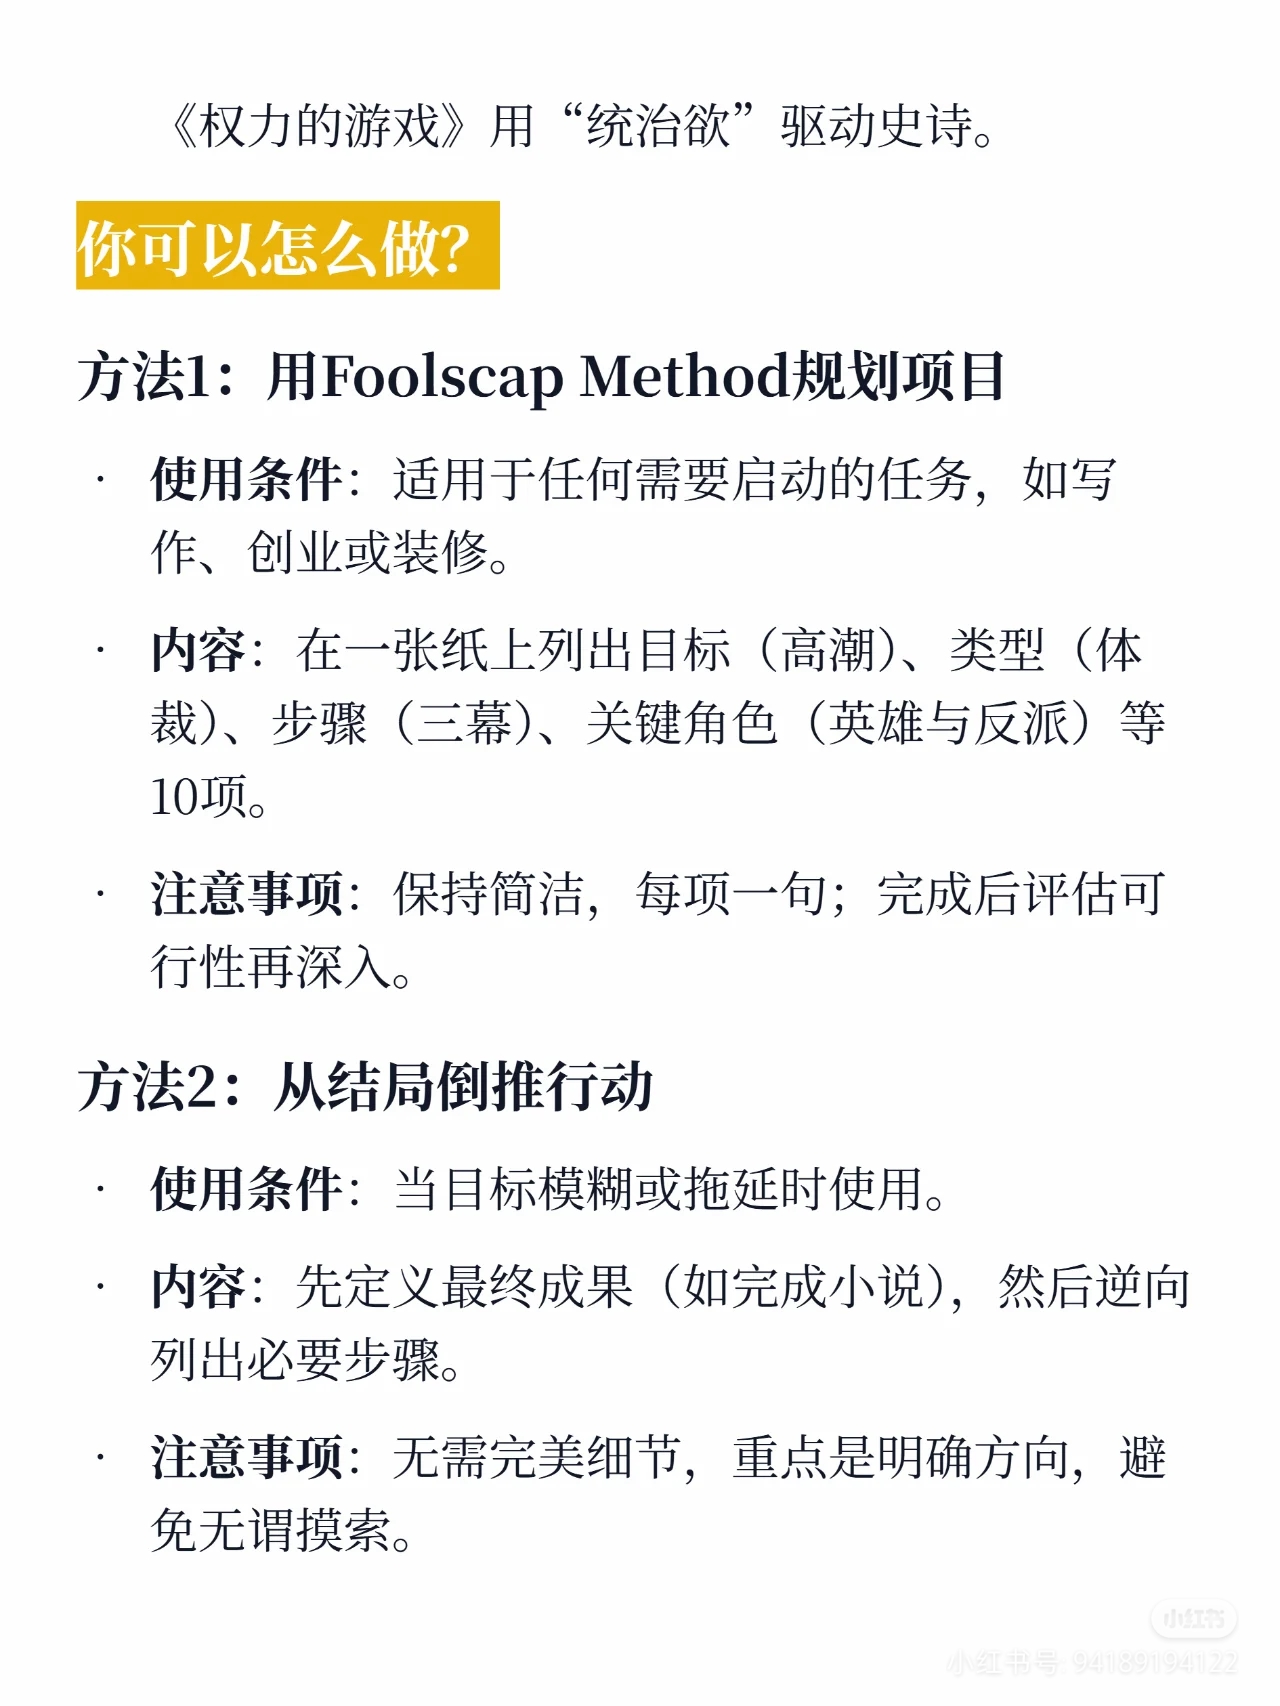 《权力的游戏》用“统治欲”驱动史诗。
你可以怎么做？
方法1：用Foolscap Method规划项目
· 使用条件：适用于任何需要启动的任务，如写
作、创业或装修。
· 内容：在一张纸上列出目标（高潮）、类型（体
裁）、步骤（三幕）、关键角色（英雄与反派）等
10项。
· 注意事项：保持简洁，每项一句；完成后评估可
行性再深入。
方法2：从结局倒推行动
· 使用条件：当目标模糊或拖延时使用。
· 内容：先定义最终成果（如完成小说），然后逆向
列出必要步骤。
· 注意事项：无需完美细节，重点是明确方向，避
免无谓摸索。
小红书
小红书号: 94189194122